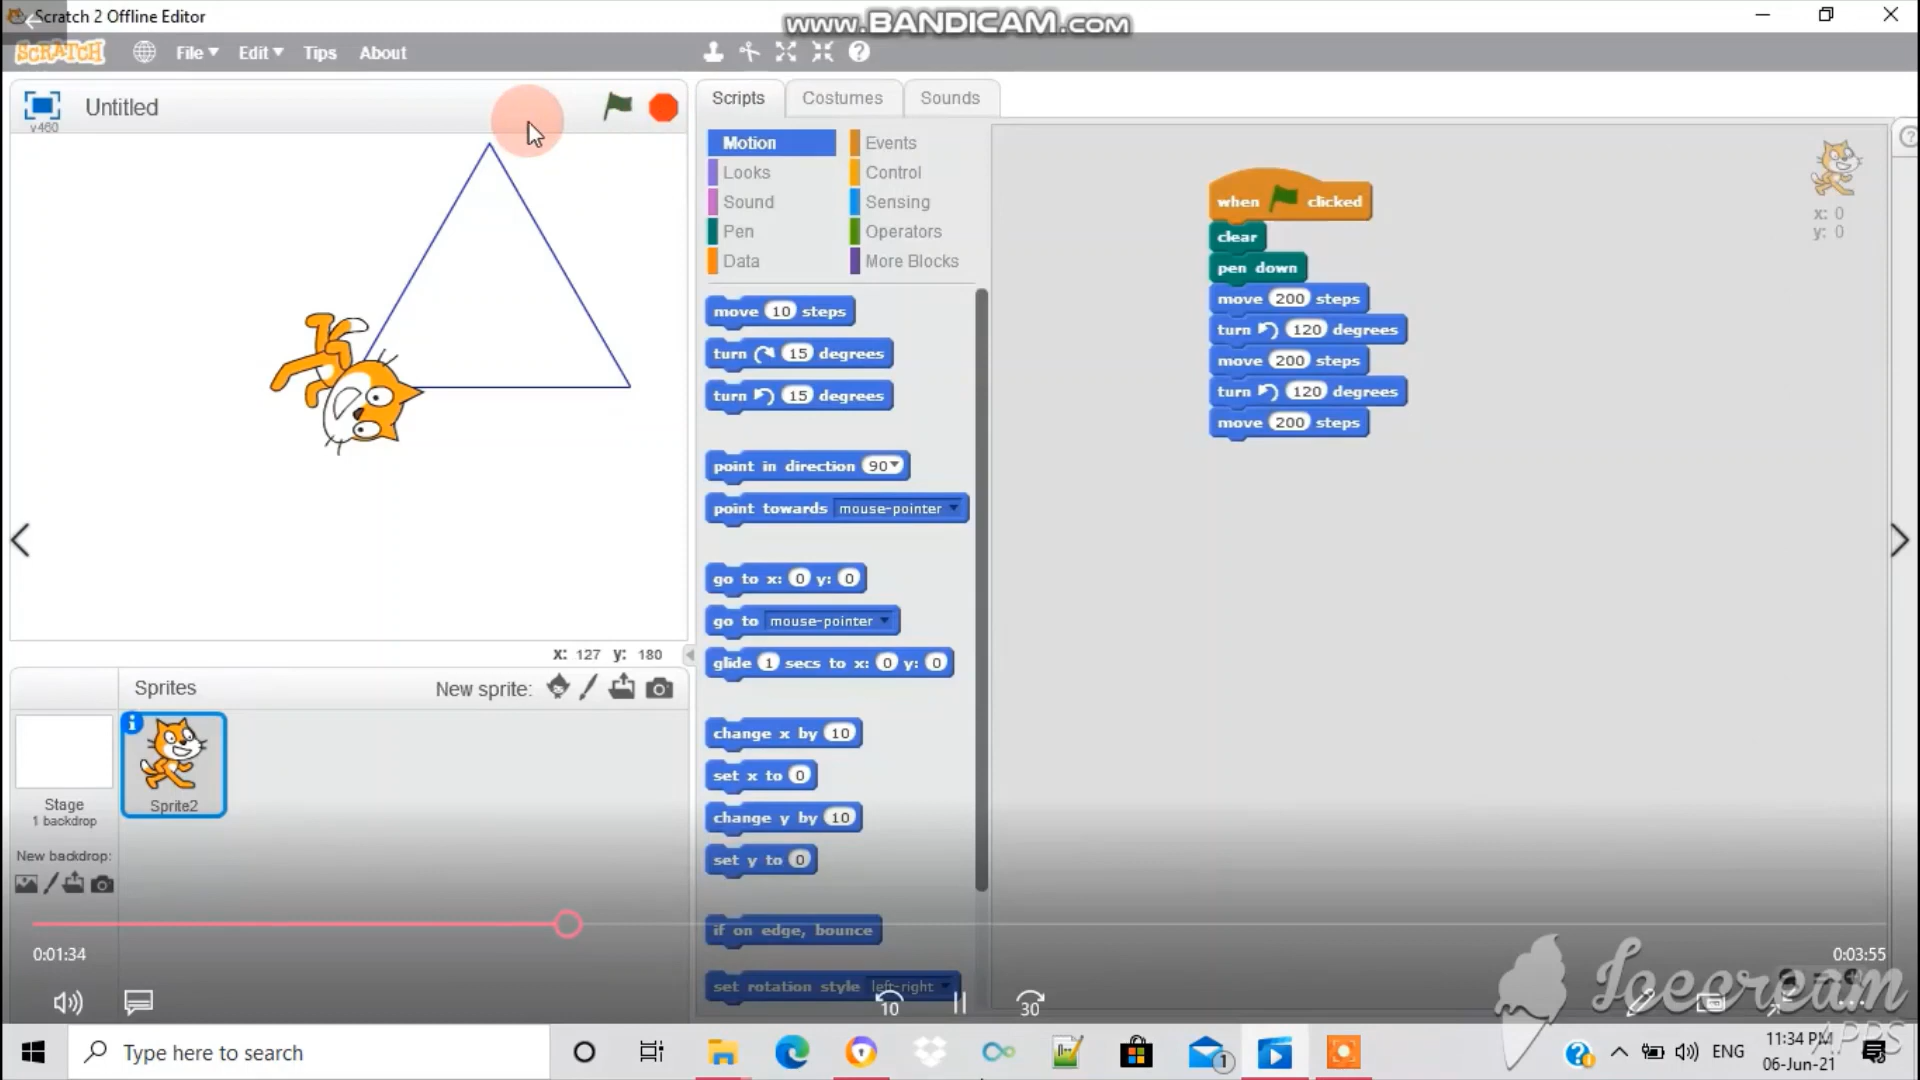 Scratch 2 Offline Editor
www.BANDICAM.com
SCRATCH
File
Edit
Tips
About
v460
Untitled
Scripts
Costumes
Sounds
Motion
Looks
Sound
Pen
Data
Events
Control
Sensing
Operators
More Blocks
move 10 steps
turn 15 degrees
turn 15 degrees
point in direction 90
point towards mouse-pointer
go to x: 0 y: 0
go to mouse-pointer
glide 1 secs to x: 0 y: 0
change x by 10
set x to 0
change y by 10
set y to 0
if on edge, bounce
set rotation style left-right
when clicked
clear
pen down
move 200 steps
turn 120 degrees
move 200 steps
turn 120 degrees
move 200 steps
x: 0
y: 0
x: 127 y: 180
Sprites
New sprite:
Sprite2
Stage
1 backdrop
New backdrop:
0:01:34
0:03:55
10
30
Icecream
APPS
Type here to search
1
ENG
11:34 PM
06-Jun-21